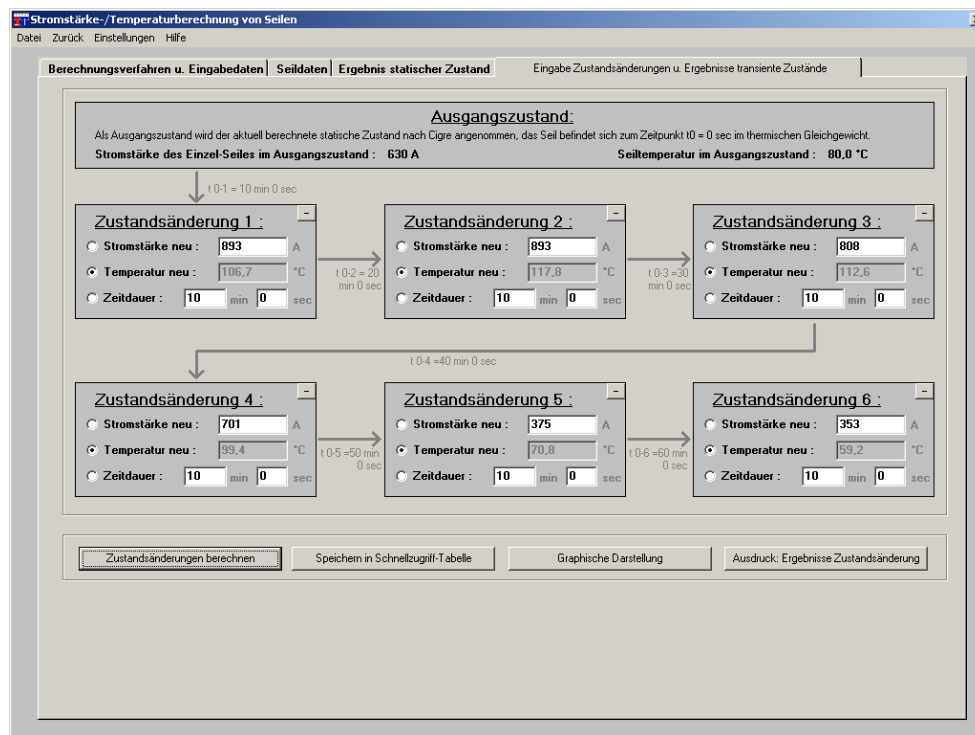 Stromstärke-/Temperaturberechnung von Seilen
Datei Zurück Einstellungen Hilfe
Berechnungsverfahren u. Eingabedaten Seildaten Ergebnis statischer Zustand Eingabe Zustandsänderungen u. Ergebnisse transiente Zustände
Ausgangszustand:
Als Ausgangszustand wird der aktuell berechnete statische Zustand nach Cigre angenommen, das Seil befindet sich zum Zeitpunkt t0 = 0 sec im thermischen Gleichgewicht.
Stromstärke des Einzel-Seiles im Ausgangszustand : 630 A Seiltemperatur im Ausgangszustand : 80,0 °C
t 0-1 = 10 min 0 sec
Zustandsänderung 1 :
Stromstärke neu : 893 A
Temperatur neu : 106,7 °C
Zeitdauer : 10 min 0 sec
t 0-2 = 20
min 0 sec
Zustandsänderung 2 :
Stromstärke neu : 893 A
Temperatur neu : 117,8 °C
Zeitdauer : 10 min 0 sec
t 0-3 =30
min 0 sec
Zustandsänderung 3 :
Stromstärke neu : 808 A
Temperatur neu : 112,6 °C
Zeitdauer : 10 min 0 sec
t 0-4 =40 min 0 sec
Zustandsänderung 4 :
Stromstärke neu : 701 A
Temperatur neu : 99,4 °C
Zeitdauer : 10 min 0 sec
t 0-5 =50 min
0 sec
Zustandsänderung 5 :
Stromstärke neu : 375 A
Temperatur neu : 70,8 °C
Zeitdauer : 10 min 0 sec
t 0-6 =60 min
0 sec
Zustandsänderung 6 :
Stromstärke neu : 353 A
Temperatur neu : 59,2 °C
Zeitdauer : 10 min 0 sec
Zustandsänderungen berechnen Speichern in Schnellzugriff-Tabelle Graphische Darstellung Ausdruck: Ergebnisse Zustandsänderung